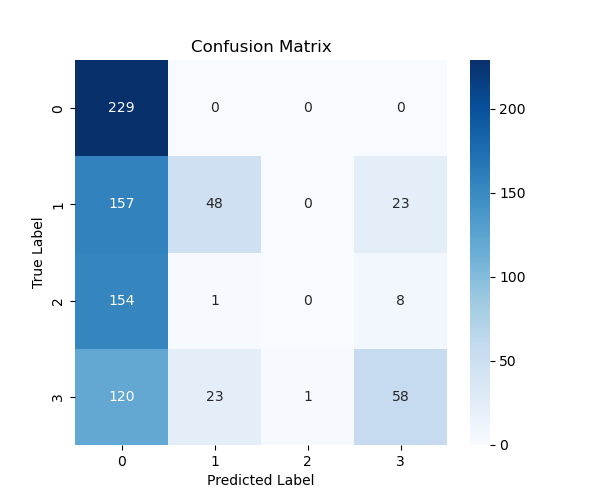 Confusion Matrix
0 229 0 0 0
1 157 48 0 23
2 154 1 0 8
3 120 23 1 58
0 1 2 3
True Label
Predicted Label
200
150
100
50
0